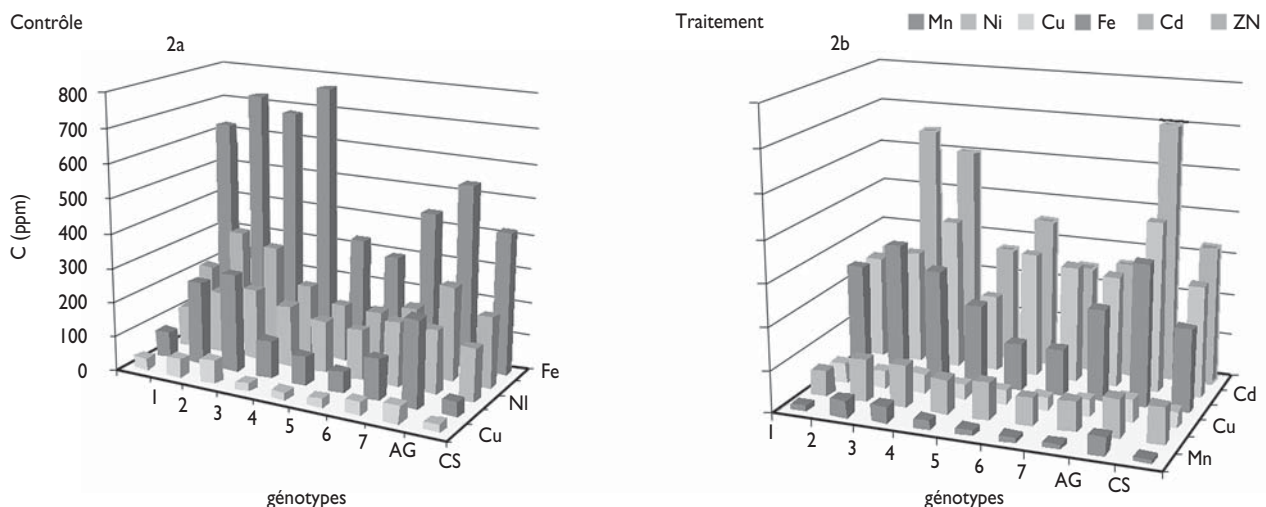 Contrôle
2a
800
700
600
500
400
300
200
100
0
C (ppm)
1
2
3
4
5
6
7
AG
CS
Fe
NI
Cu
génotypes
Traitement
Mn Ni Cu Fe Cd ZN
2b
1
2
3
4
5
6
7
AG
CS
Cd
Cu
Mn
génotypes